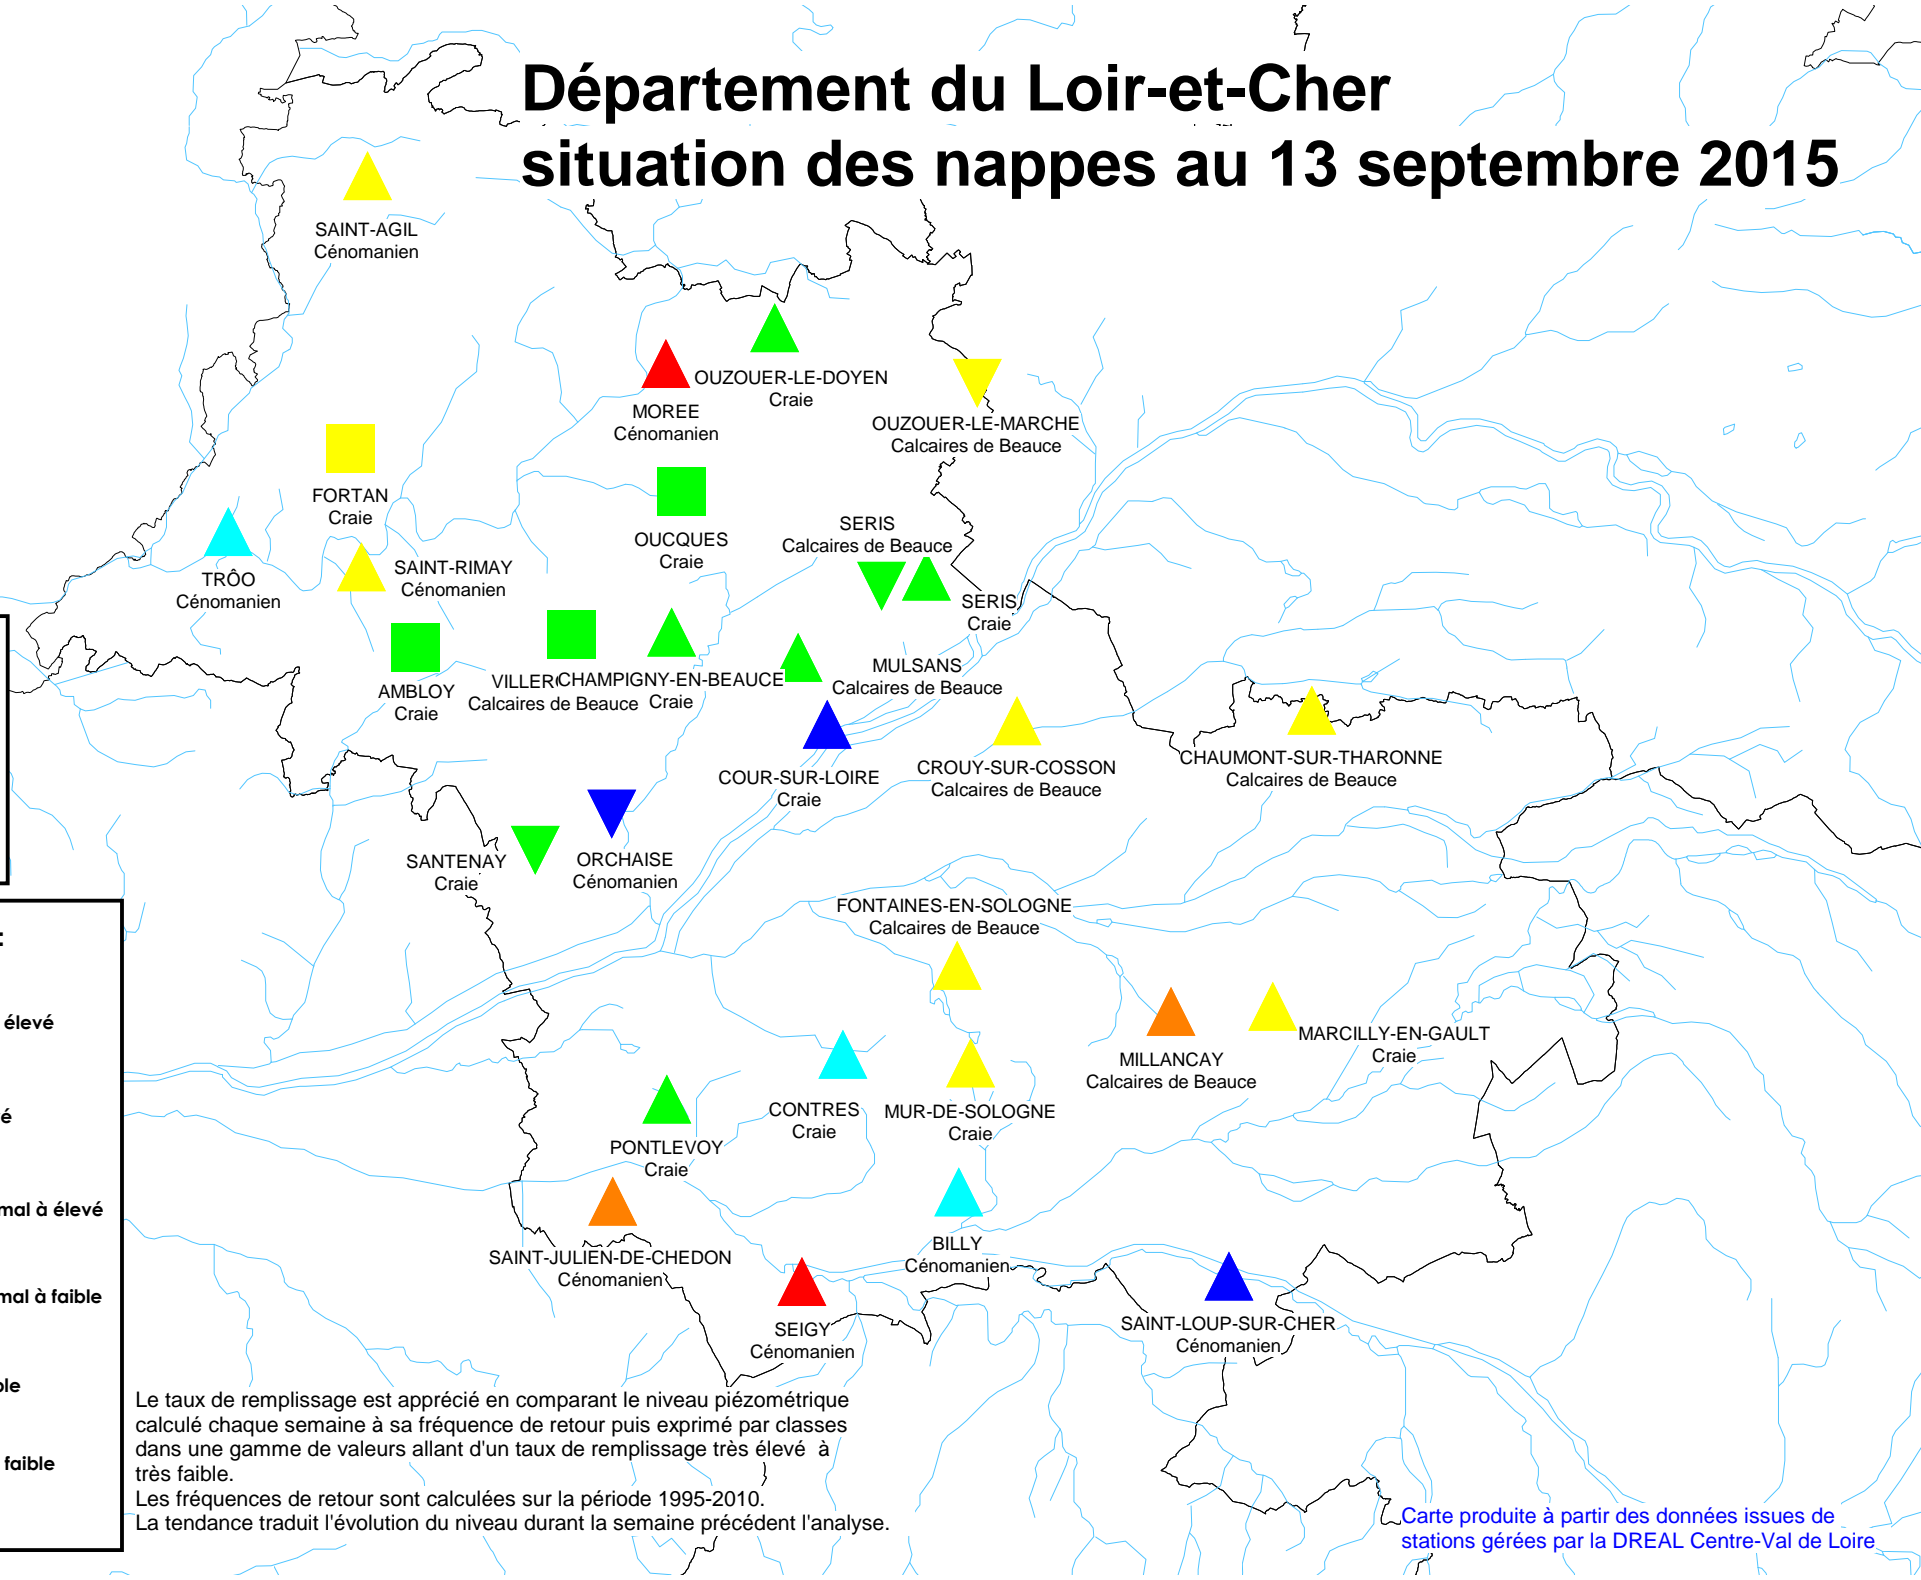 Département du Loir-et-Cher
situation des nappes au 13 septembre 2015
SAINT-AGIL
Cénomanien
OUZOUER-LE-DOYEN
Craie
MOREE
Cénomanien
OUZOUER-LE-MARCHE
Calcaires de Beauce
FORTAN
Craie
OUCQUES
Craie
SERIS
Calcaires de Beauce
TRÔO
Cénomanien
SAINT-RIMAY
Cénomanien
SERIS
Craie
AMBLOY
Craie
Calcaires de Beauce
CHAMPIGNY-EN-BEAUCE
Craie
MULSANS
Calcaires de Beauce
COUR-SUR-LOIRE
Craie
CROUY-SUR-COSSON
Calcaires de Beauce
CHAUMONT-SUR-THARONNE
Calcaires de Beauce
SANTENAY
Craie
ORCHAISE
Cénomanien
FONTAINES-EN-SOLOGNE
Calcaires de Beauce
MILLANCAY
Calcaires de Beauce
MARCILLY-EN-GAULT
Craie
CONTRES
Craie
MUR-DE-SOLOGNE
Craie
PONTLEVOY
Craie
SAINT-JULIEN-DE-CHEDON
Cénomanien
BILLY
Cénomanien
SEIGY
Cénomanien
SAINT-LOUP-SUR-CHER
Cénomanien
:
élevé
à élevé
à faible
faible
Le taux de remplissage est apprécié en comparant le niveau piézométrique
calculé chaque semaine à sa fréquence de retour puis exprimé par classes
dans une gamme de valeurs allant d'un taux de remplissage très élevé à
très faible.
Les fréquences de retour sont calculées sur la période 1995-2010.
La tendance traduit l'évolution du niveau durant la semaine précédent l'analyse.
Carte produite à partir des données issues de
stations gérées par la DREAL Centre-Val de Loire